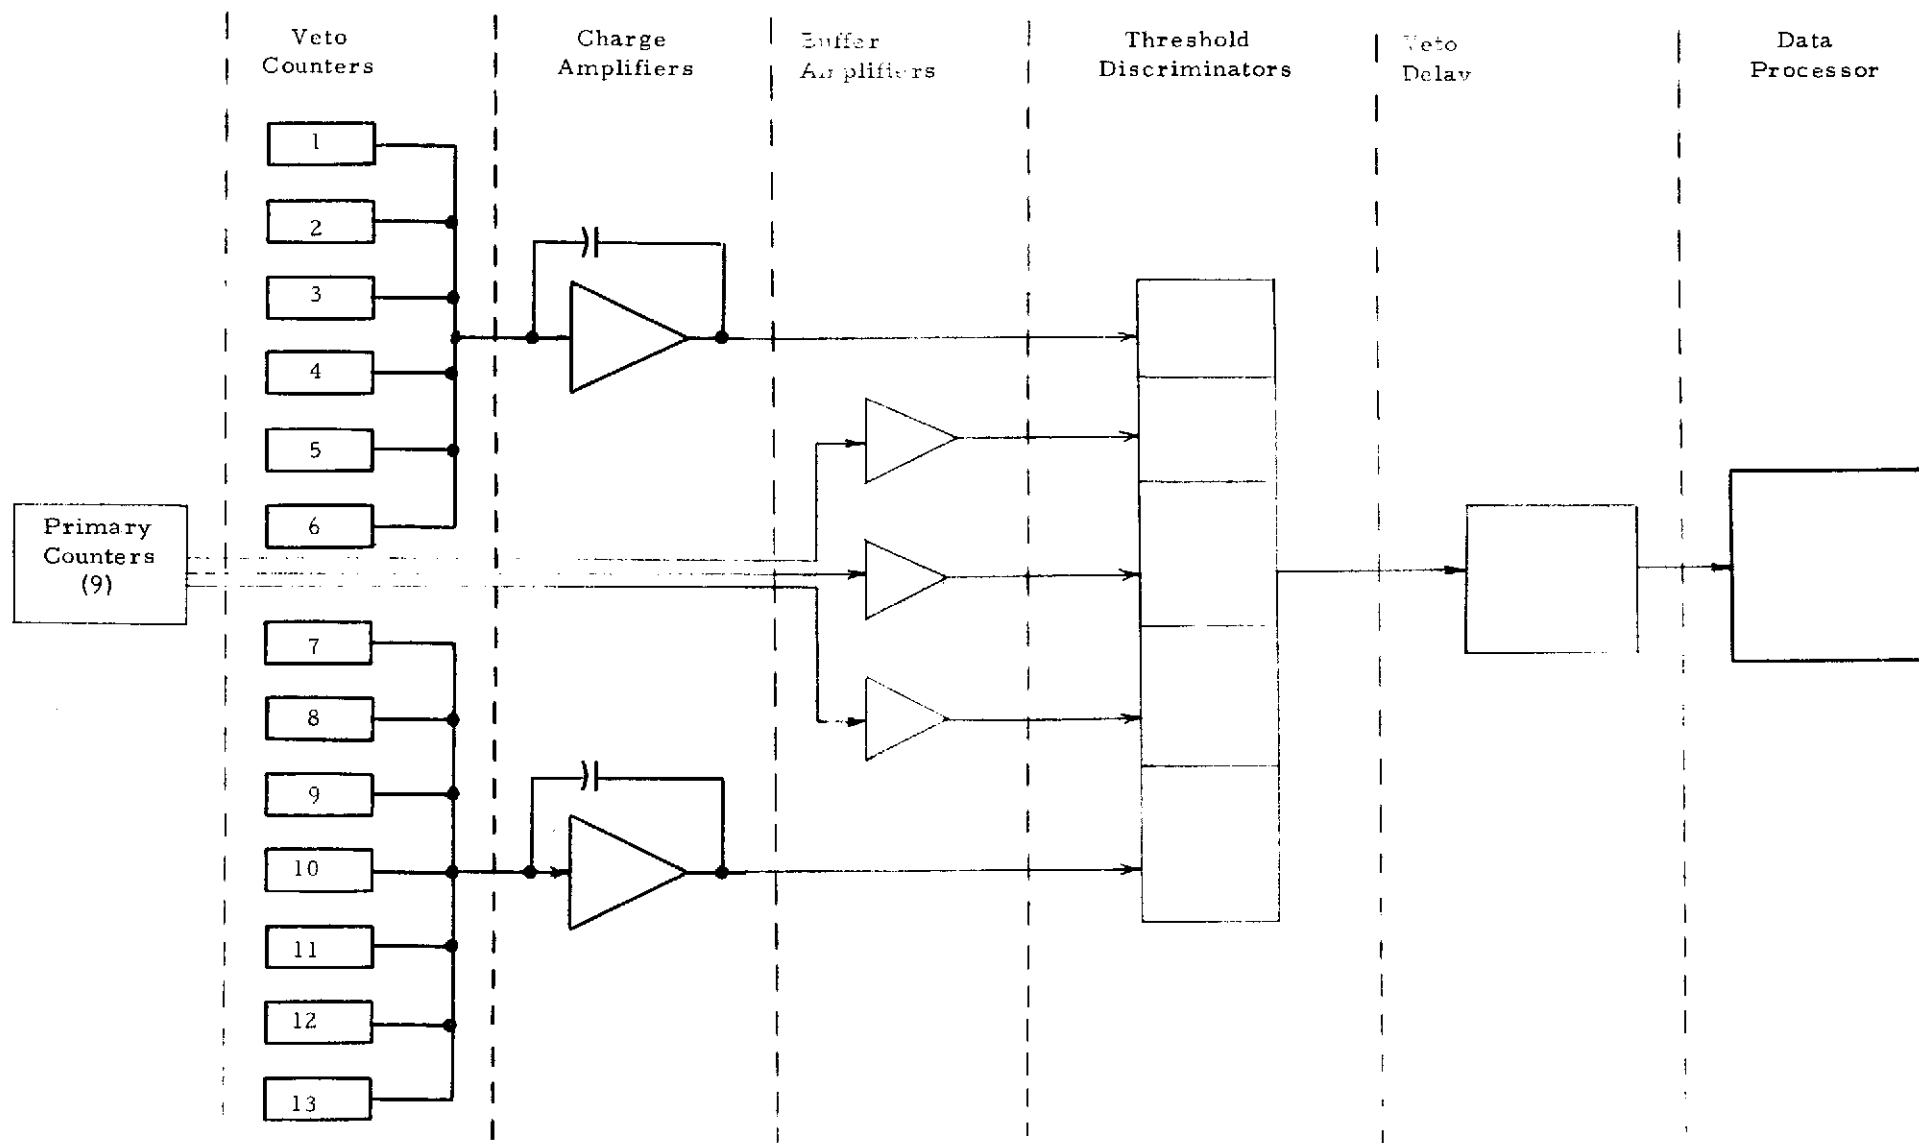 Veto
Counters
Charge
Amplifiers
Buffer
Amplifiers
Threshold
Discriminators
Veto
Delay
Data
Processor
1
2
3
4
5
6
Primary
Counters
(9)
7
8
9
10
11
12
13